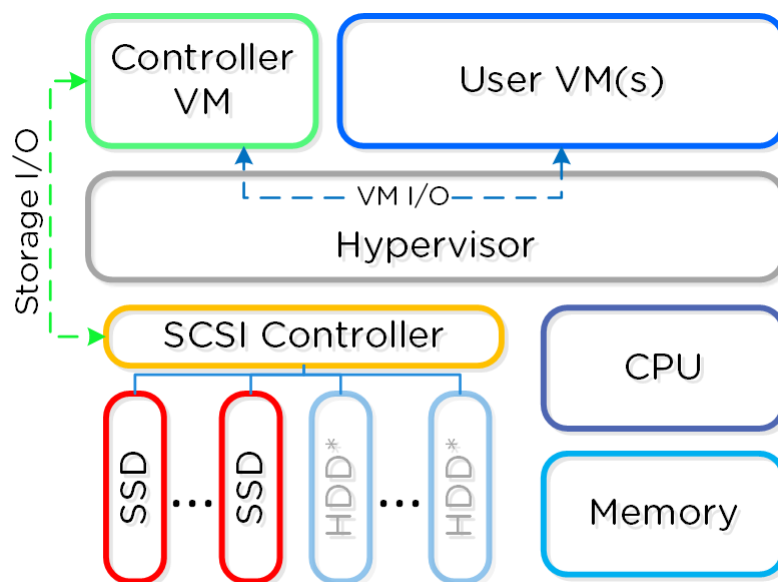 Controller
VM
User VM(s)
Storage I/O
VM I/O
Hypervisor
SCSI Controller
CPU
SSD
...
SSD
HDD*
...
HDD*
Memory